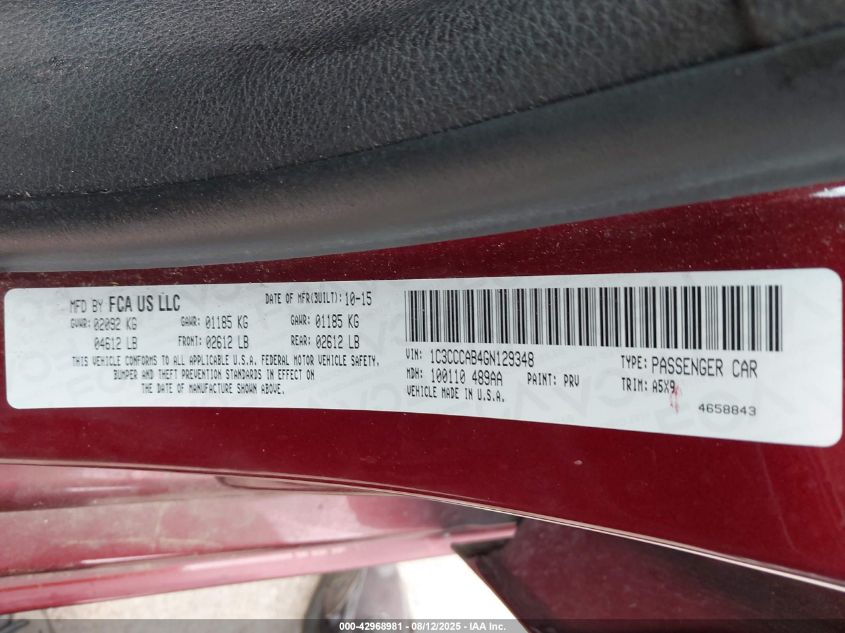 MFD BY FCA US LLC
DATE OF MFR(BUILT): 10-15
GVWR: 02092 KG GAWR: 01185 KG GAWR: 01185 KG
04612 LB FRONT: 02612 LB REAR: 02612 LB
THIS VEHICLE CONFORMS TO ALL APPLICABLE U.S.A. FEDERAL MOTOR VEHICLE SAFETY,
BUMPER AND THEFT PREVENTION STANDARDS IN EFFECT ON
THE DATE OF MANUFACTURE SHOWN ABOVE.
VIN: 1C3CCCAB4GN129348 TYPE: PASSENGER CAR
MDH: 100110 489AA PAINT: PRV TRIM: A5X9
VEHICLE MADE IN U.S.A.
4658843
000-42968981 - 08/12/2025 - IAA Inc.